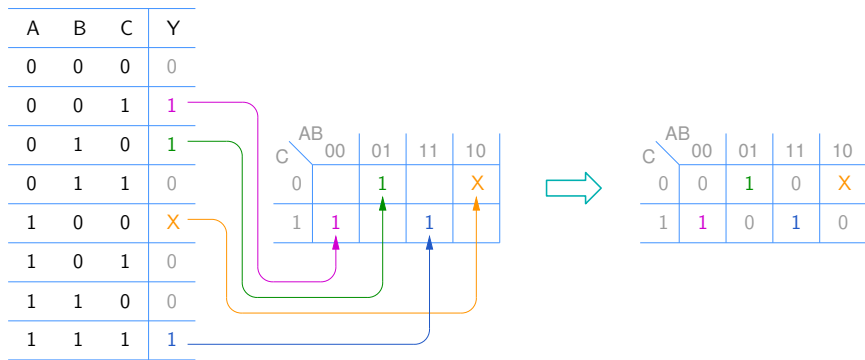 A B C Y
0 0 0 0
0 0 1 1
0 1 0 1
0 1 1 0
1 0 0 X
1 0 1 0
1 1 0 0
1 1 1 1
AB
C 00 01 11 10
0 1 X
1 1 1
AB
C 00 01 11 10
0 0 1 0 X
1 1 0 1 0